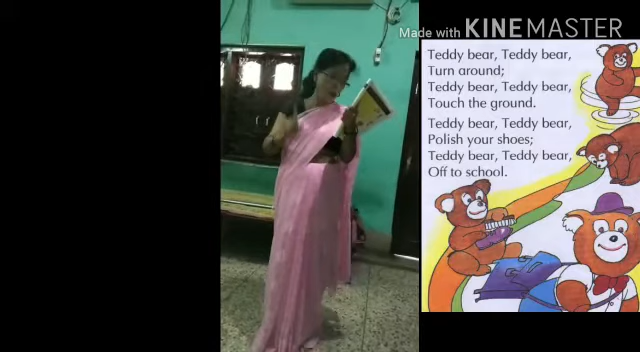 Made with KINEMASTER
Teddy bear, Teddy bear,
Turn around;
Teddy bear, Teddy bear,
Touch the ground.
Teddy bear, Teddy bear,
Polish your shoes;
Teddy bear, Teddy bear,
Off to school.